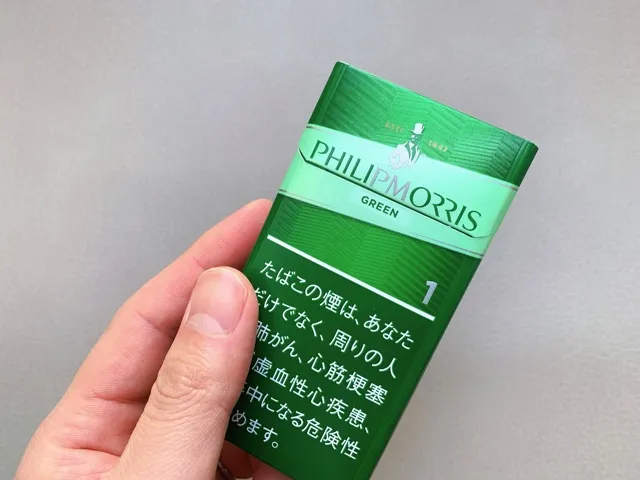 ESTD 1847
PHILIP MORRIS
GREEN
1
たばこの煙は、あなた
だけでなく、周りの人
肺がん、心筋梗塞
虚血性心疾患、
中になる危険性
めます。